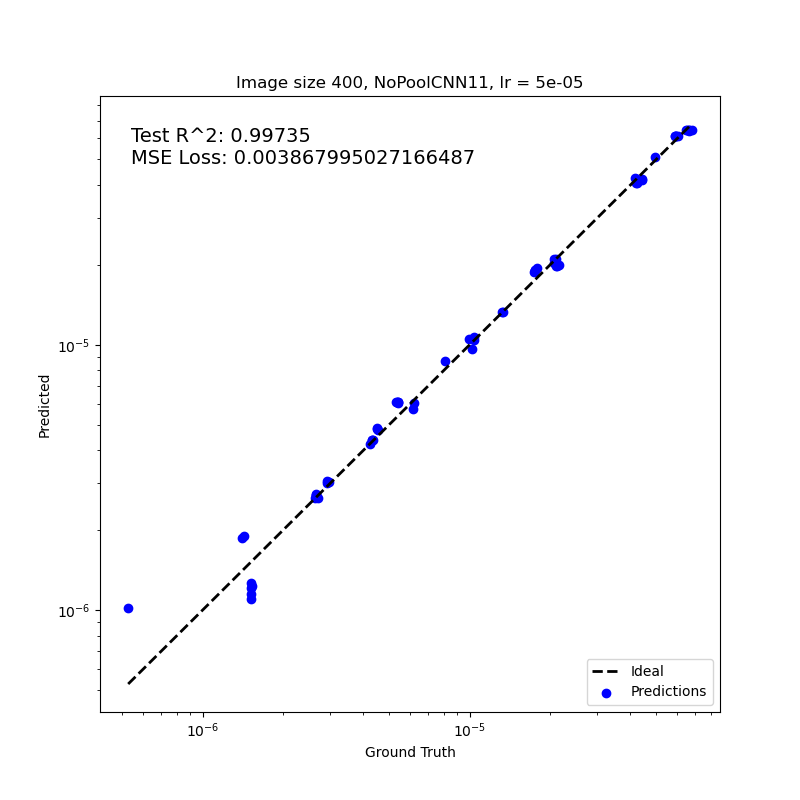 Image size 400, NoPoolCNN11, lr = 5e-05
Test R^2: 0.99735
MSE Loss: 0.003867995027166487
10⁻⁵
10⁻⁶
Predicted
Ideal
Predictions
10⁻⁶ 10⁻⁵
Ground Truth